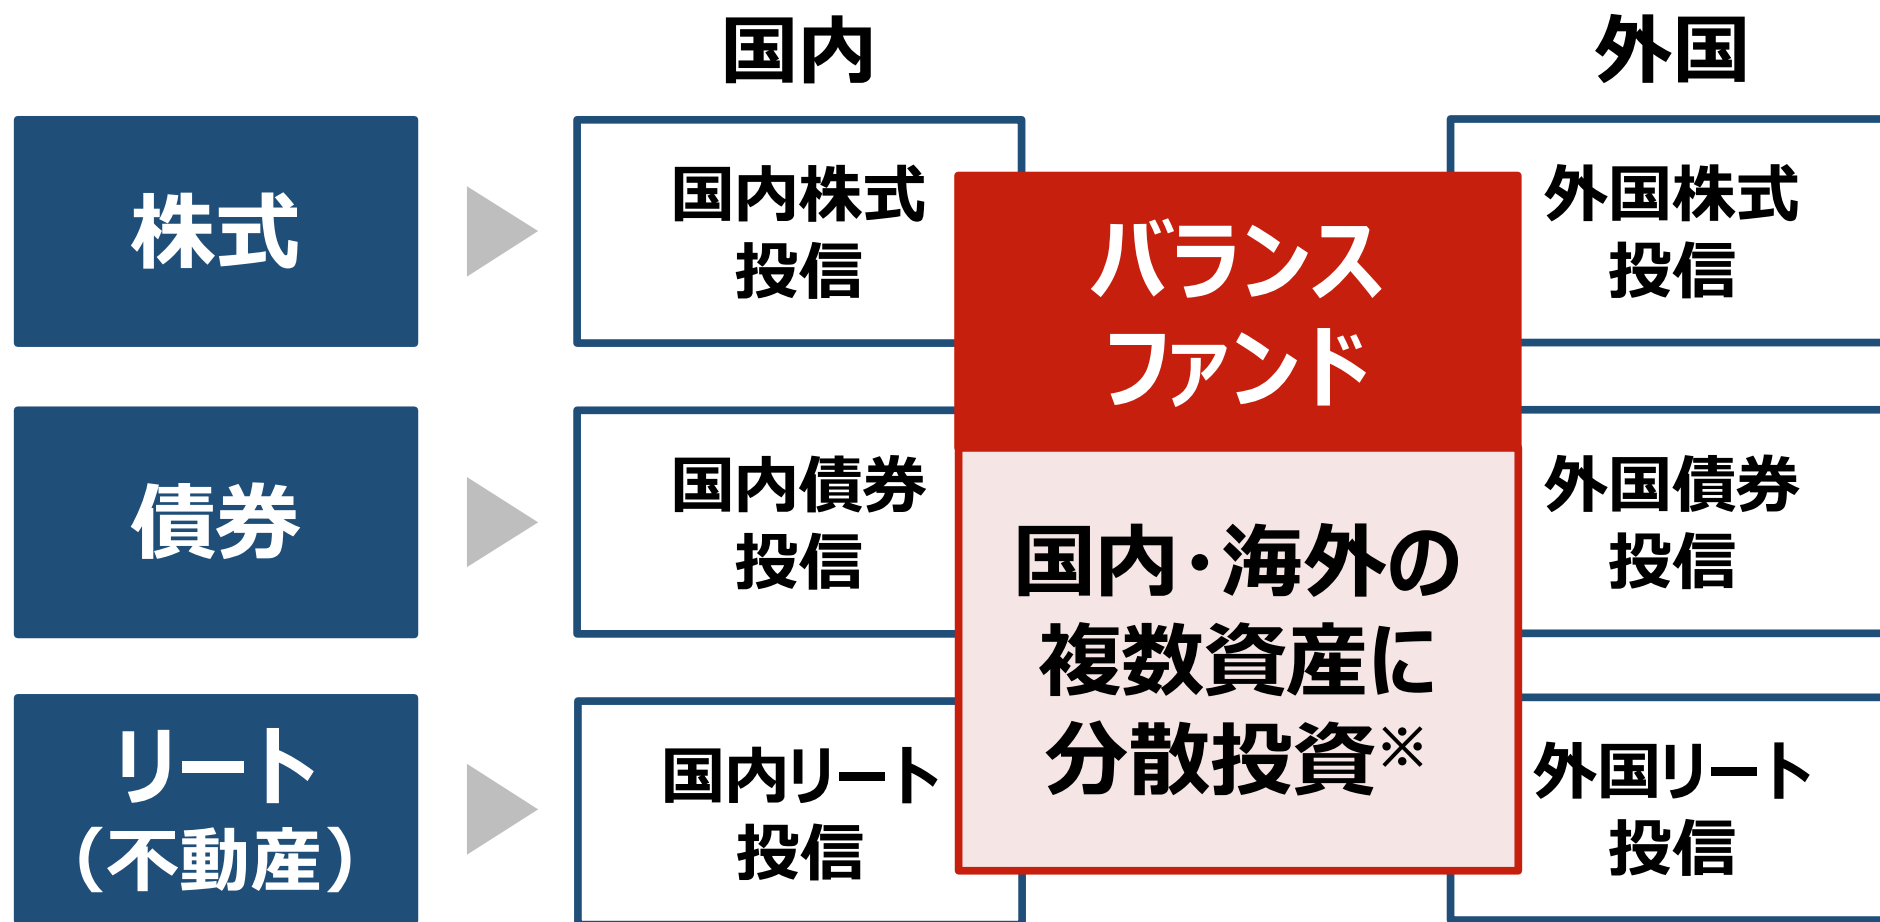 国内
外国
株式
国内株式
投信
バランス
ファンド
外国株式
投信
債券
国内債券
投信
国内・海外の
複数資産に
分散投資※
外国債券
投信
リート
（不動産）
国内リート
投信
外国リート
投信